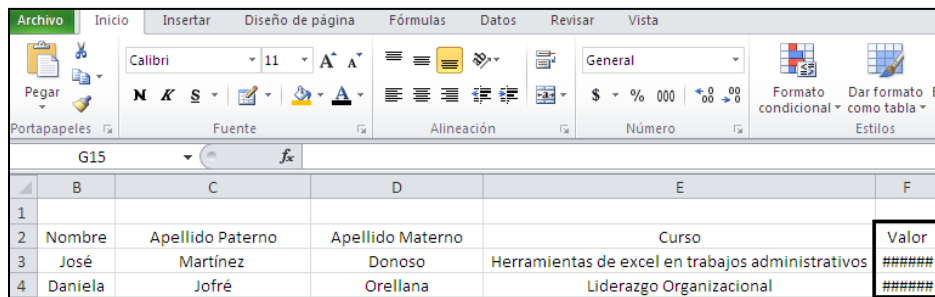 Archivo Inicio Insertar Diseño de página Fórmulas Datos Revisar Vista
Calibri 11 A A General
Pegar N K S A $ % 000 Formato condicional Dar formato como tabla
Portapapeles Fuente Alineación Número Estilos
G15 fx
B C D E F
1
2 Nombre Apellido Paterno Apellido Materno Curso Valor
3 José Martínez Donoso Herramientas de excel en trabajos administrativos ######
4 Daniela Jofré Orellana Liderazgo Organizacional ######